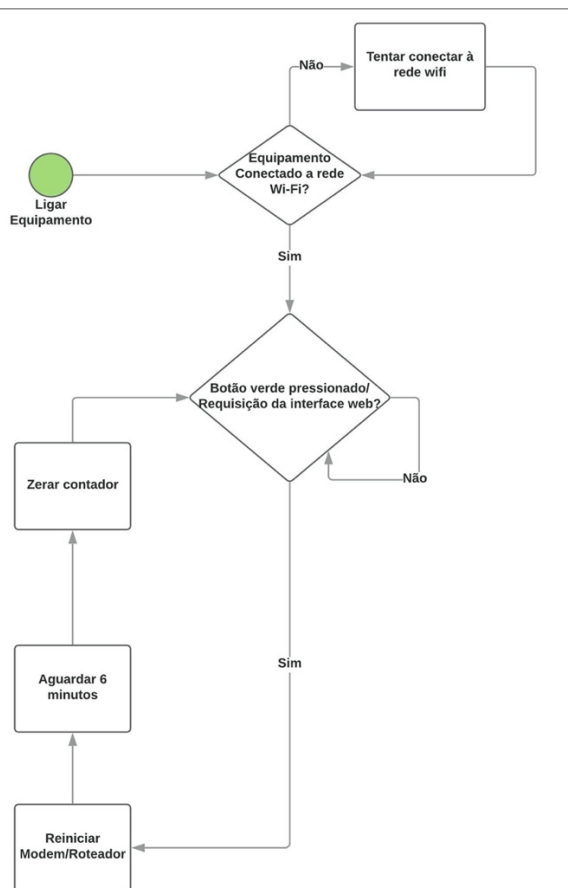 Não
Tentar conectar à
rede wifi
Equipamento
Conectado a rede
Wi-Fi?
Ligar
Equipamento
Sim
Botão verde pressionado/
Requisição da interface web?
Zerar contador
Não
Sim
Aguardar 6
minutos
Reiniciar
Modem/Roteador